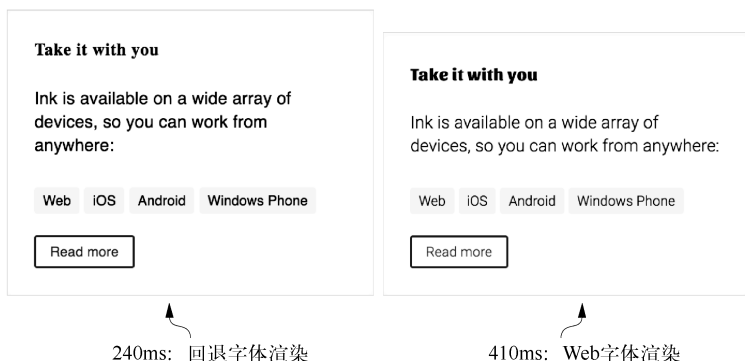 Take it with you
Ink is available on a wide array of
devices, so you can work from
anywhere:
Web iOS Android Windows Phone
Read more
240ms: 回退字体渲染
Take it with you
Ink is available on a wide array of
devices, so you can work from anywhere:
Web iOS Android Windows Phone
Read more
410ms: Web字体渲染